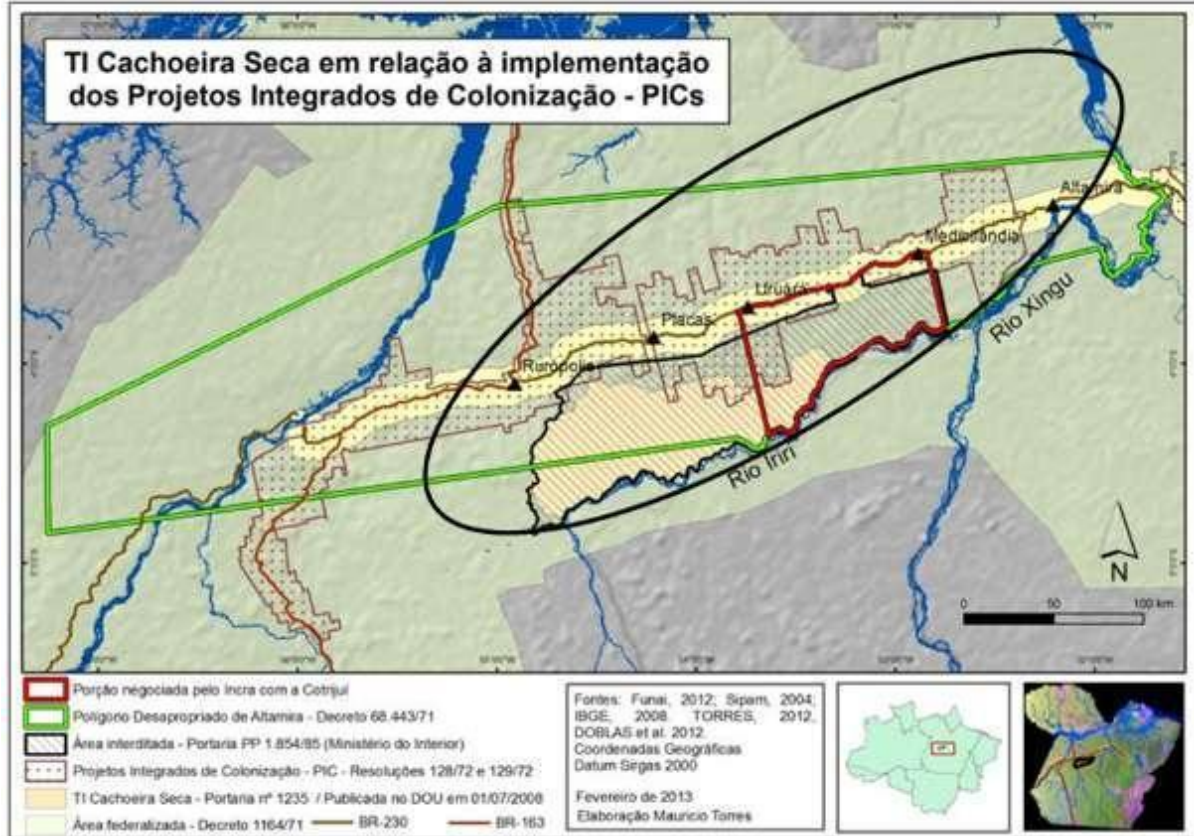 TI Cachoeira Seca em relação à implementação
dos Projetos Integrados de Colonização - PICs
Altamira
Medicilândia
Uruará
Placas
Rurópolis
Rio Xingu
Rio Iriri
N
0 50 100 km
Porção negociada pelo Incra com a Cotrijuí
Polígono Desapropriado de Altamira - Decreto 68.443/71
Área interditada - Portaria PP 1.854/85 (Ministério do Interior)
Projetos Integrados de Colonização - PIC - Resoluções 128/72 e 129/72
TI Cachoeira Seca - Portaria nº 1235 / Publicada no DOU em 01/07/2008
Área federalizada - Decreto 1164/71 BR-230 BR-163
Fontes: Funai, 2012; Sipam, 2004;
IBGE, 2008. TORRES, 2012,
DOBLAS et al. 2012.
Coordenadas Geográficas
Datum Sirgas 2000
Fevereiro de 2013
Elaboração Mauricio Torres